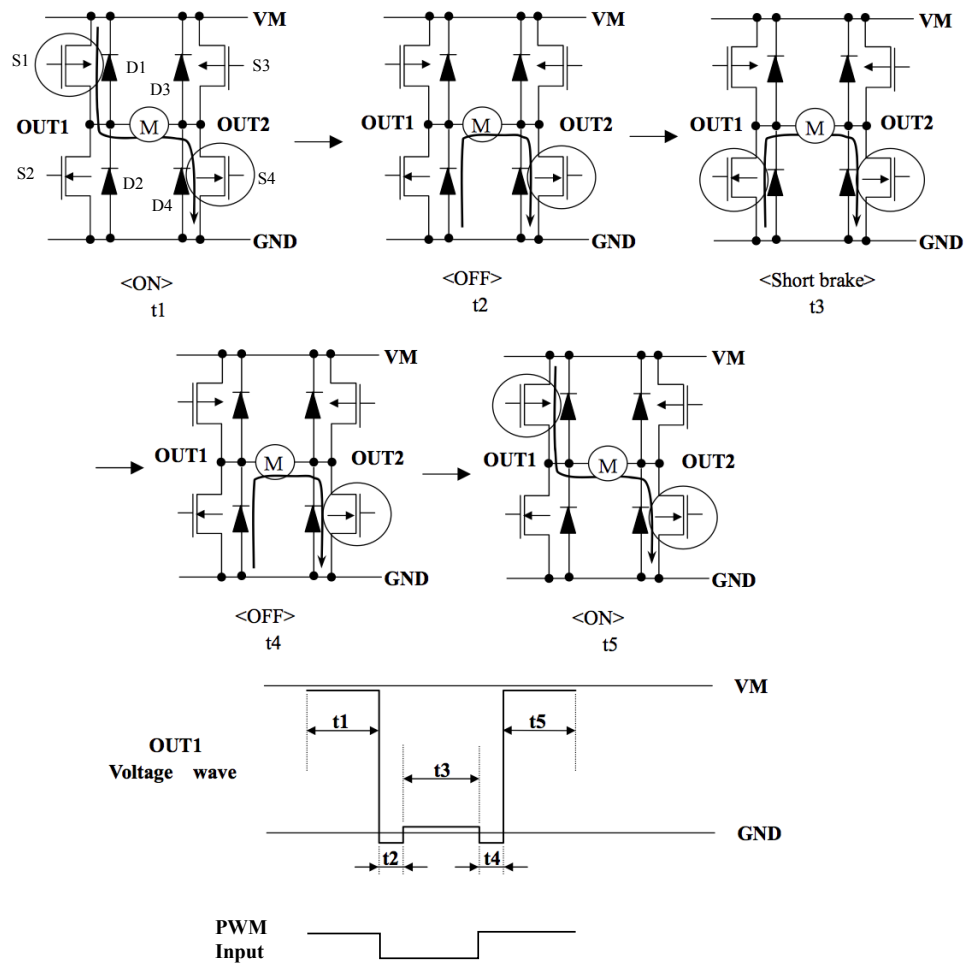 VM
S1
D1
D3
S3
OUT1
M
OUT2
S2
D2
D4
S4
GND
<ON>
t1
VM
OUT1
M
OUT2
GND
<OFF>
t2
VM
OUT1
M
OUT2
GND
<Short brake>
t3
VM
OUT1
M
OUT2
GND
<OFF>
t4
VM
OUT1
M
OUT2
GND
<ON>
t5
VM
t1
t5
OUT1
Voltage wave
t3
GND
t2
t4
PWM
Input